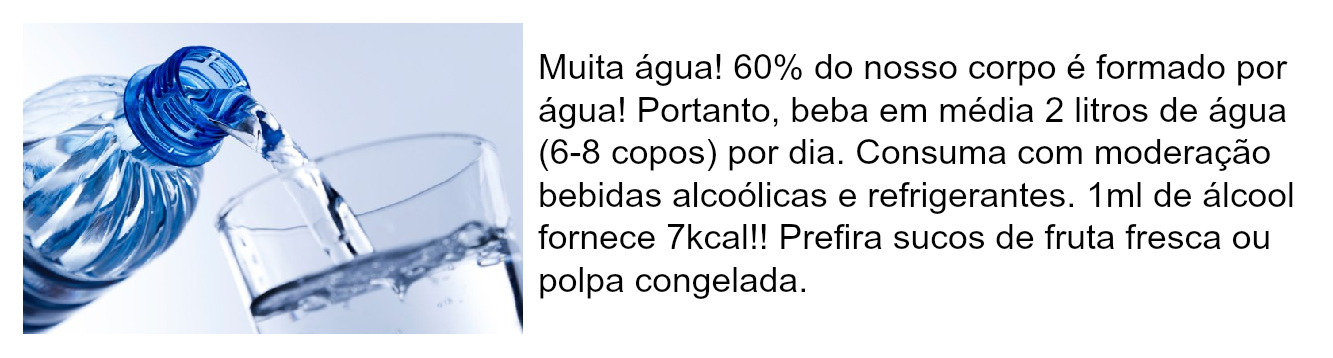 Muita água! 60% do nosso corpo é formado por
água! Portanto, beba em média 2 litros de água
(6-8 copos) por dia. Consuma com moderação
bebidas alcoólicas e refrigerantes. 1ml de álcool
fornece 7kcal!! Prefira sucos de fruta fresca ou
polpa congelada.